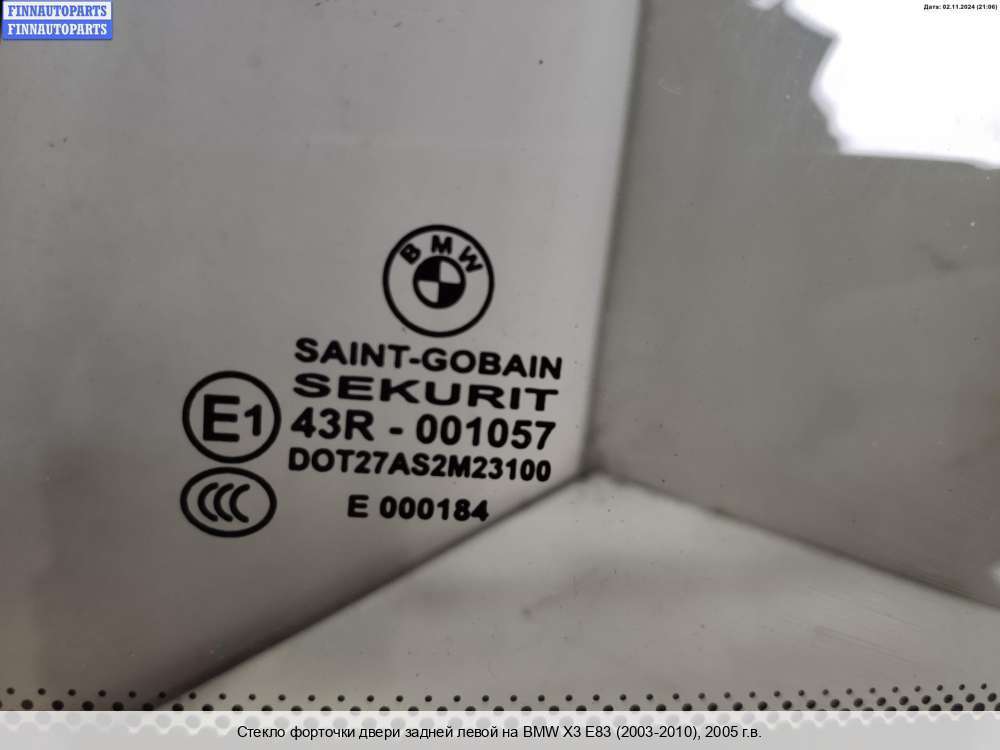 FINNAUTOPARTS
FINNAUTOPARTS
Дата: 02.11.2024 (21:06)
BMW
SAINT-GOBAIN
SEKURIT
E1
43R - 001057
DOT27AS2M23100
CCC
E 000184
Стекло форточки двери задней левой на BMW X3 E83 (2003-2010), 2005 г.в.